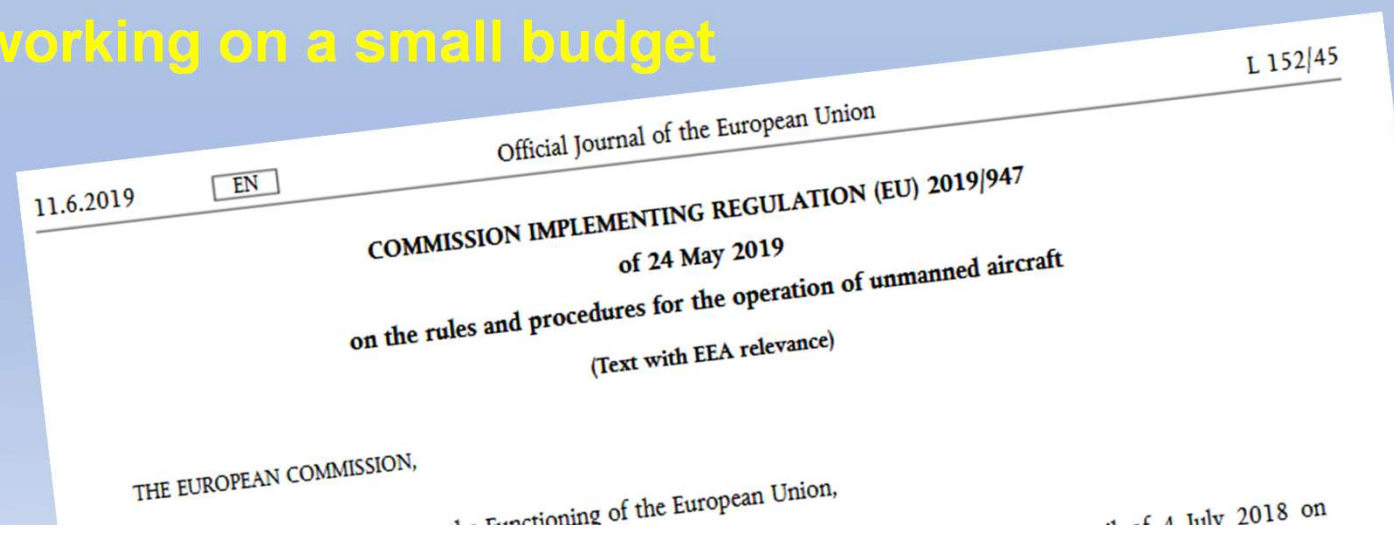 working on a small budget
L 152/45
Official Journal of the European Union
11.6.2019 EN
COMMISSION IMPLEMENTING REGULATION (EU) 2019/947
of 24 May 2019
on the rules and procedures for the operation of unmanned aircraft
(Text with EEA relevance)
THE EUROPEAN COMMISSION,
Functioning of the European Union,
of 4 July 2018 on